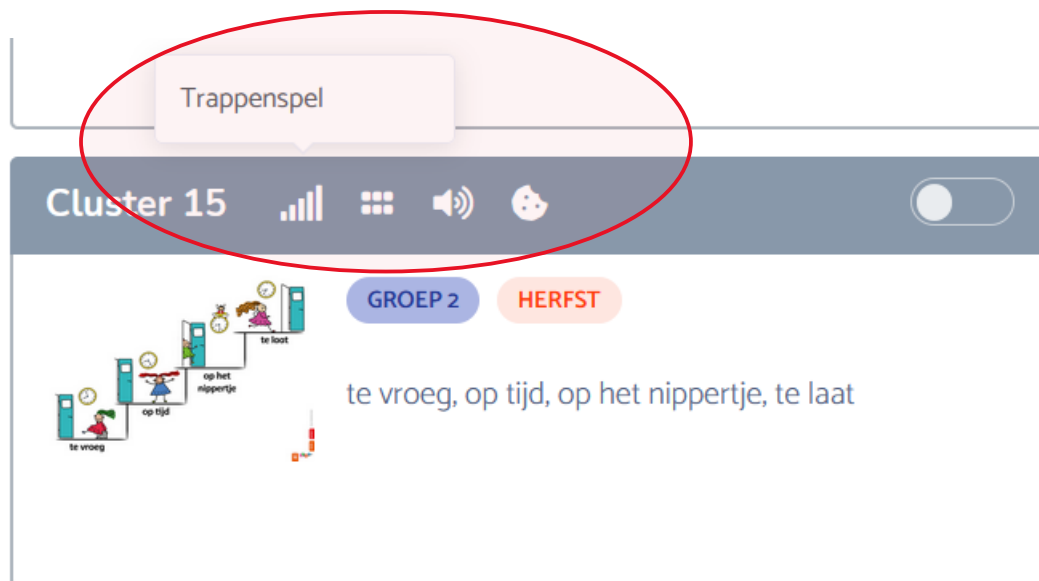 Trappenspel
Cluster 15
GROEP 2 HERFST
te vroeg, op tijd, op het nippertje, te laat
te laat
op het
nippertje
op tijd
te vroeg